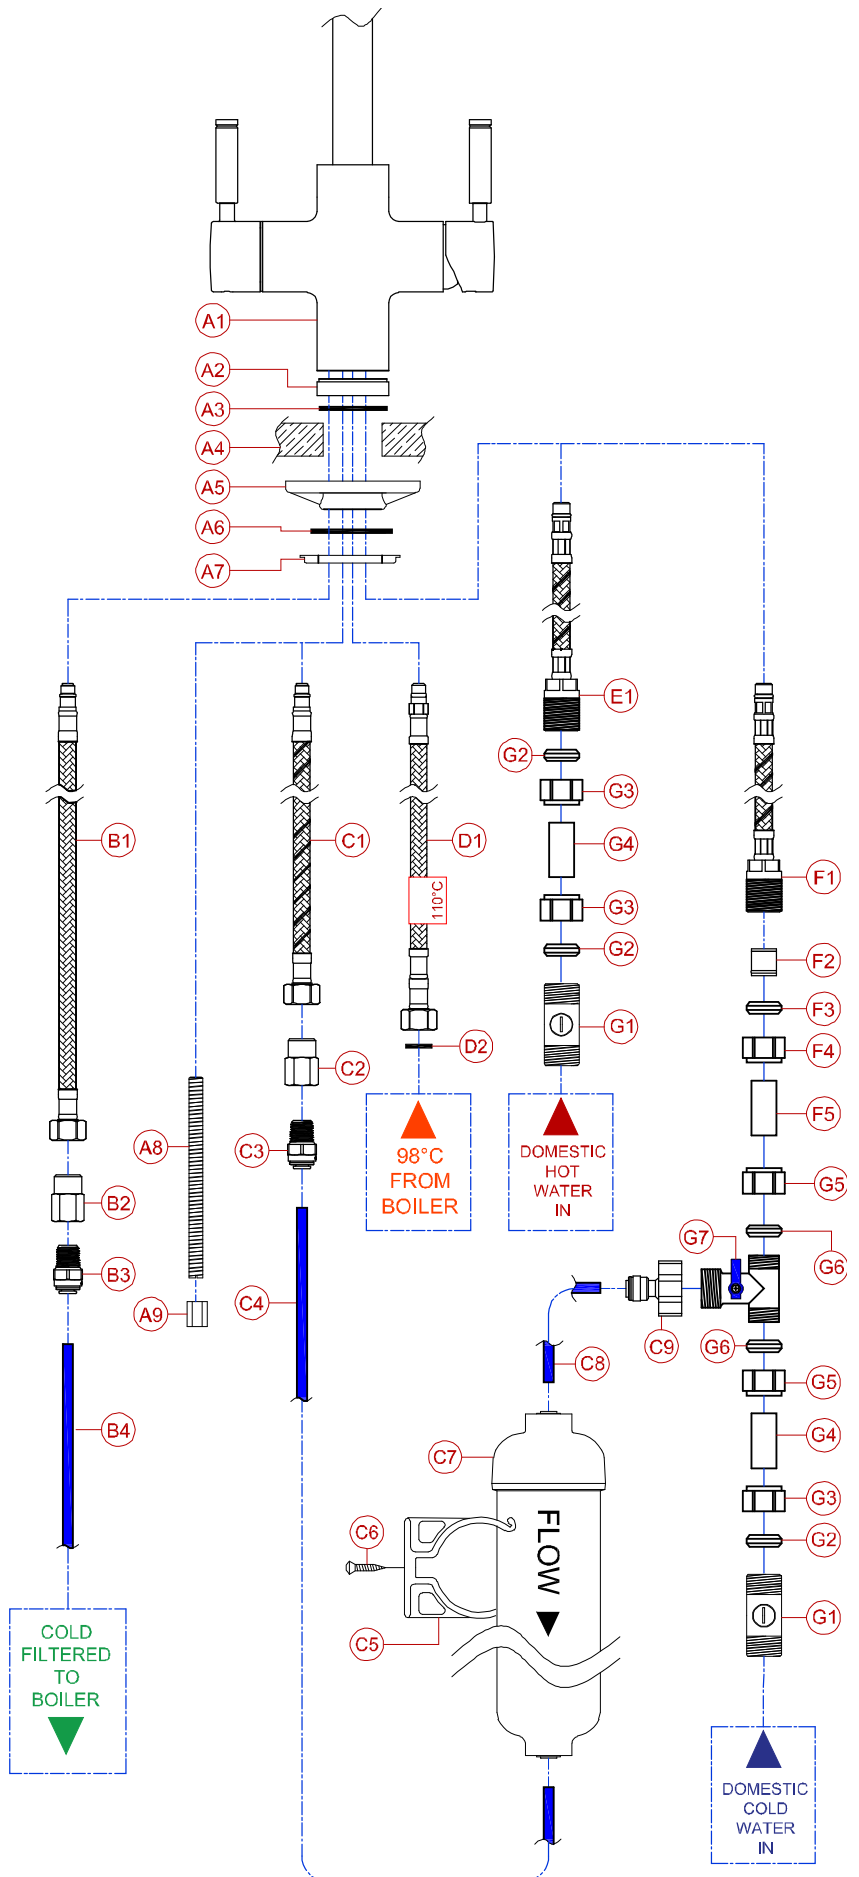 A1
A2
A3
A4
A5
A6
A7
E1
G2
G3
G4
G3
G2
G1
B1
C1
D1
110°C
F1
F2
F3
F4
F5
G5
G6
G7
D2
C2
C3
A8
B2
B3
A9
C4
B4
98°C
FROM
BOILER
DOMESTIC
HOT
WATER
IN
C9
C8
G6
G5
G4
G3
G2
G1
C7
C6
C5
FLOW
COLD
FILTERED
TO
BOILER
DOMESTIC
COLD
WATER
IN